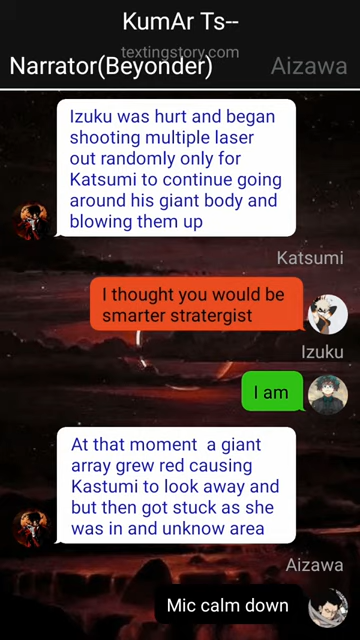 KumAr Ts--
textingstory.com
Narrator(Beyonder)
Aizawa
Izuku was hurt and began
shooting multiple laser
out randomly only for
Katsumi to continue going
around his giant body and
blowing them up
Katsumi
I thought you would be
smarter stratergist
Izuku
I am
At that moment  a giant
array grew red causing
Kastumi to look away and
but then got stuck as she
was in and unknow area
Aizawa
Mic calm down